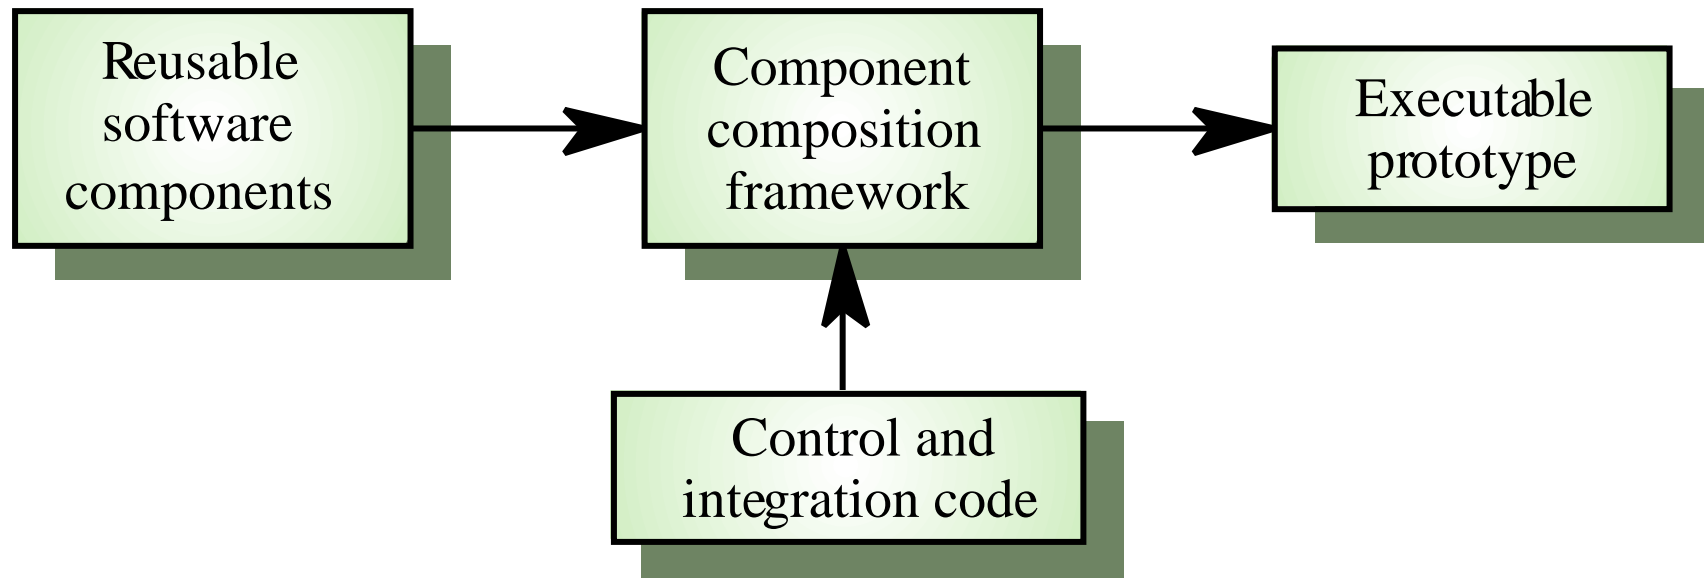 Reusable
software
components
Component
composition
framework
Executable
prototype
Control and
integration code